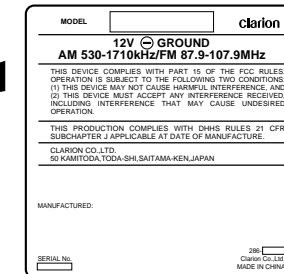 MODEL clarion
12V ⊖ GROUND
AM 530-1710kHz/FM 87.9-107.9MHz
THIS DEVICE COMPLIES WITH PART 15 OF THE FCC RULES.
OPERATION IS SUBJECT TO THE FOLLOWING TWO CONDITIONS:
(1) THIS DEVICE MAY NOT CAUSE HARMFUL INTERFERENCE, AND
(2) THIS DEVICE MUST ACCEPT ANY INTERFERENCE RECEIVED,
INCLUDING INTERFERENCE THAT MAY CAUSE UNDESIRED
OPERATION.
THIS PRODUCTION COMPLIES WITH DHHS RULES 21 CFR
SUBCHAPTER J APPLICABLE AT DATE OF MANUFACTURE.
CLARION CO.,LTD.
50 KAMITODA,TODA-SHI,SAITAMA-KEN,JAPAN
MANUFACTURED:
286-
Clarion Co.,Ltd.
SERIAL No. MADE IN CHINA